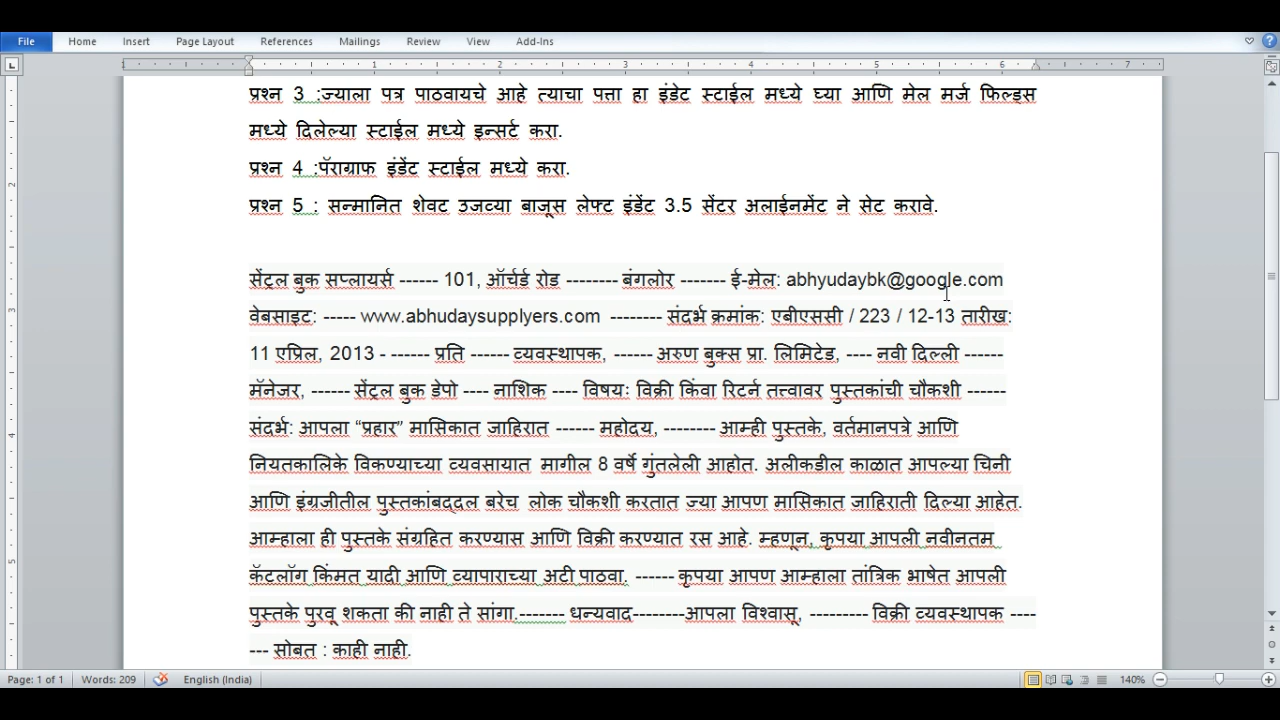 File Home Insert Page Layout References Mailings Review View Add-Ins
1 1 2 3 4 5 6 7
प्रश्न 3 :ज्याला पत्र पाठवायचे आहे त्याचा पत्ता हा इंडेट स्टाईल मध्ये घ्या आणि मेल मर्ज फिल्ड्स
मध्ये दिलेल्या स्टाईल मध्ये इन्सर्ट करा.
प्रश्न 4 :पॅराग्राफ इंडेंट स्टाईल मध्ये करा.
प्रश्न 5 : सन्मानित शेवट उजव्या बाजूस लेफ्ट इंडेंट 3.5 सेंटर अलाईनमेंट ने सेट करावे.
सेंट्रल बुक सप्लायर्स ------ 101, ऑर्चर्ड रोड -------- बंगलोर ------- ई-मेल: abhyudaybk@google.com
वेबसाइट: ----- www.abhudaysupplyers.com -------- संदर्भ क्रमांक: एबीएससी / 223 / 12-13 तारीख:
11 एप्रिल, 2013 - ------ प्रति ------ व्यवस्थापक, ------ अरुण बुक्स प्रा. लिमिटेड, ---- नवी दिल्ली ------
मॅनेजर, ------ सेंट्रल बुक डेपो ---- नाशिक ---- विषयः विक्री किंवा रिटर्न तत्त्वावर पुस्तकांची चौकशी ------
संदर्भ: आपला “प्रहार” मासिकात जाहिरात ------ महोदय, -------- आम्ही पुस्तके, वर्तमानपत्रे आणि
नियतकालिके विकण्याच्या व्यवसायात मागील 8 वर्षे गुंतलेली आहोत. अलीकडील काळात आपल्या चिनी
आणि इंग्रजीतील पुस्तकांबद्दल बरेच लोक चौकशी करतात ज्या आपण मासिकात जाहिराती दिल्या आहेत.
आम्हाला ही पुस्तके संग्रहित करण्यास आणि विक्री करण्यात रस आहे. म्हणून, कृपया आपली नवीनतम
कॅटलॉग किंमत यादी आणि व्यापाराच्या अटी पाठवा. ------ कृपया आपण आम्हाला तांत्रिक भाषेत आपली
पुस्तके पुरवू शकता की नाही ते सांगा.------- धन्यवाद--------आपला विश्वासू, --------- विक्री व्यवस्थापक ----
--- सोबत : काही नाही.
Page: 1 of 1 Words: 209 English (India) 140%